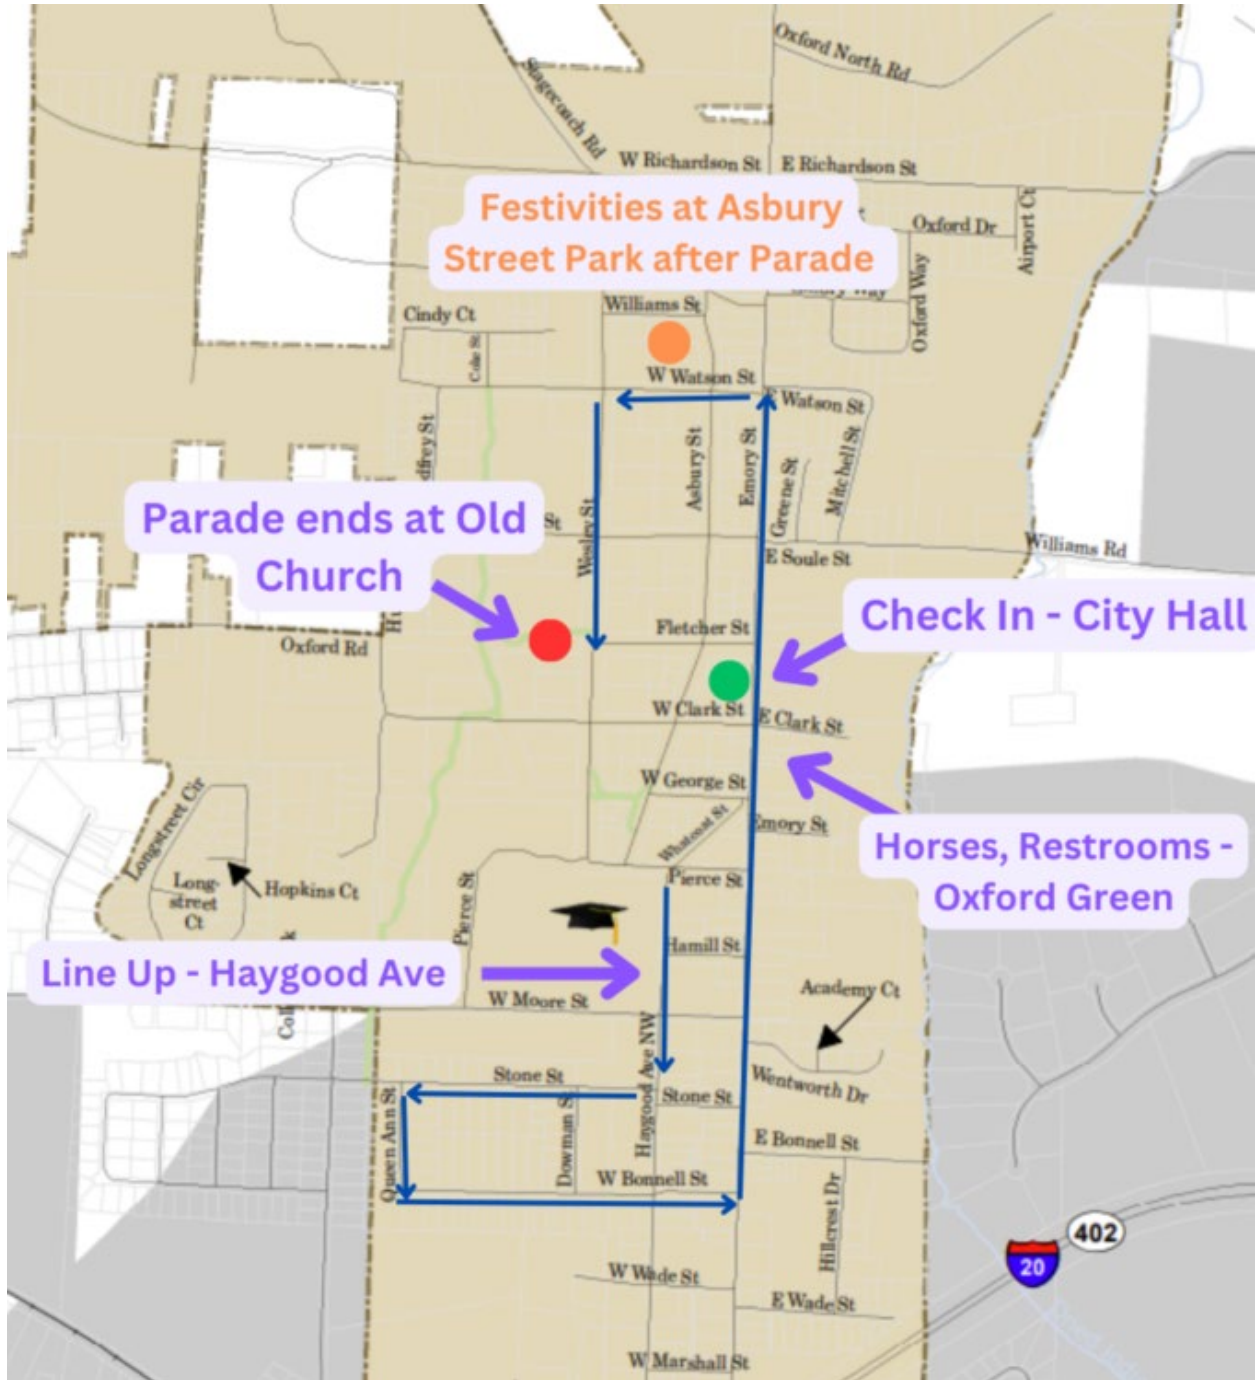 Oxford North Rd
Stagecoach Rd
W Richardson St
E Richardson St
Festivities at Asbury
Street Park after Parade
Oxford Dr
Airport Ct
Oxford Way
Williams St
Cindy Ct
Coke St
W Watson St
E Watson St
Asbury St
Emory St
Greene St
Mitchell St
Wesley St
St
Parade ends at Old
Church
E Soule St
Williams Rd
Check In - City Hall
Fletcher St
Oxford Rd
W Clark St
E Clark St
W George St
Whatcoat St
Emory St
Horses, Restrooms -
Oxford Green
Longstreet Cir
Long-
street
Ct
Hopkins Ct
Pierce St
Pierce St
Hamill St
Line Up - Haygood Ave
W Moore St
Academy Ct
Haygood Ave NW
Wentworth Dr
Stone St
Stone St
Queen Ann St
Dowman St
E Bonnell St
W Bonnell St
Hillcrest Dr
402
20
W Wade St
E Wade St
W Marshall St